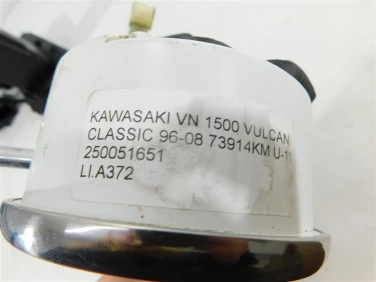 KAWASAKI VN 1500 VULCAN
CLASSIC 96-08 73914KM
250051651
LI.A372